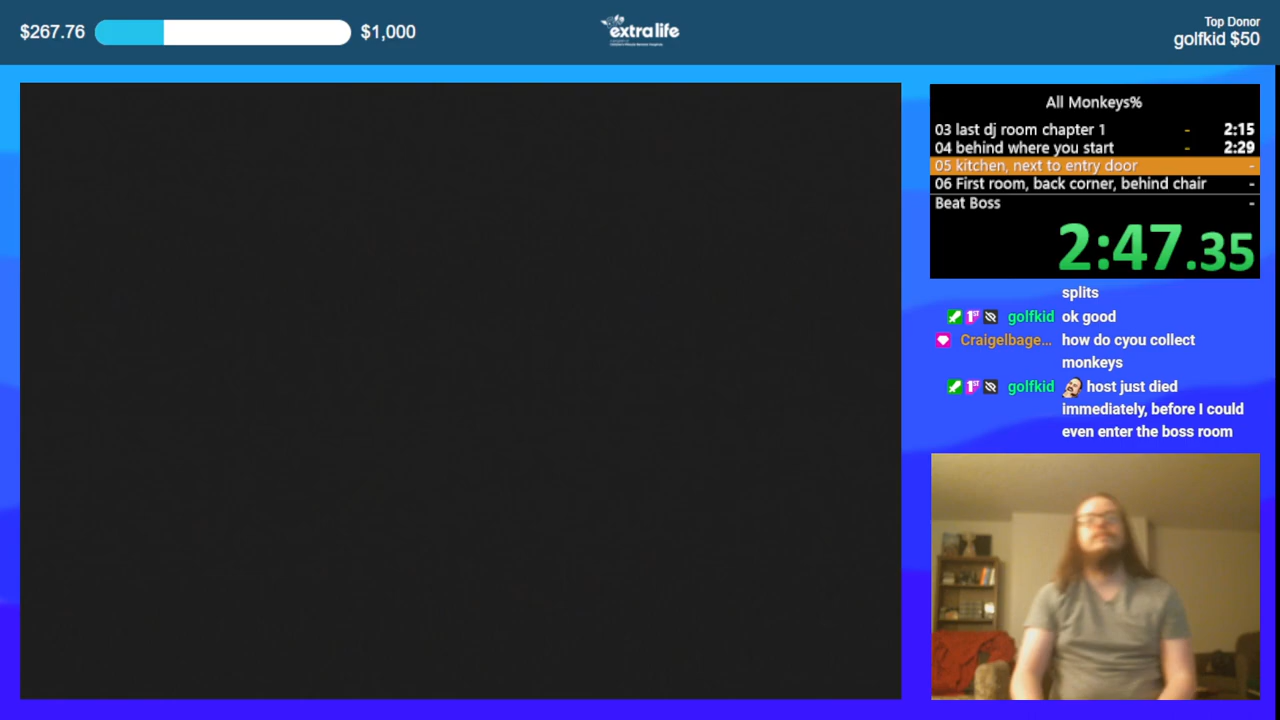 $267.76
$1,000
extralife
Top Donor
golfkid $50
All Monkeys%
03 last dj room chapter 1 - 2:15
04 behind where you start - 2:29
05 kitchen, next to entry door -
06 First room, back corner, behind chair -
Beat Boss -
2:47.35
splits
golfkid ok good
Craigelbage... how do cyou collect
monkeys
golfkid host just died
immediately, before I could
even enter the boss room